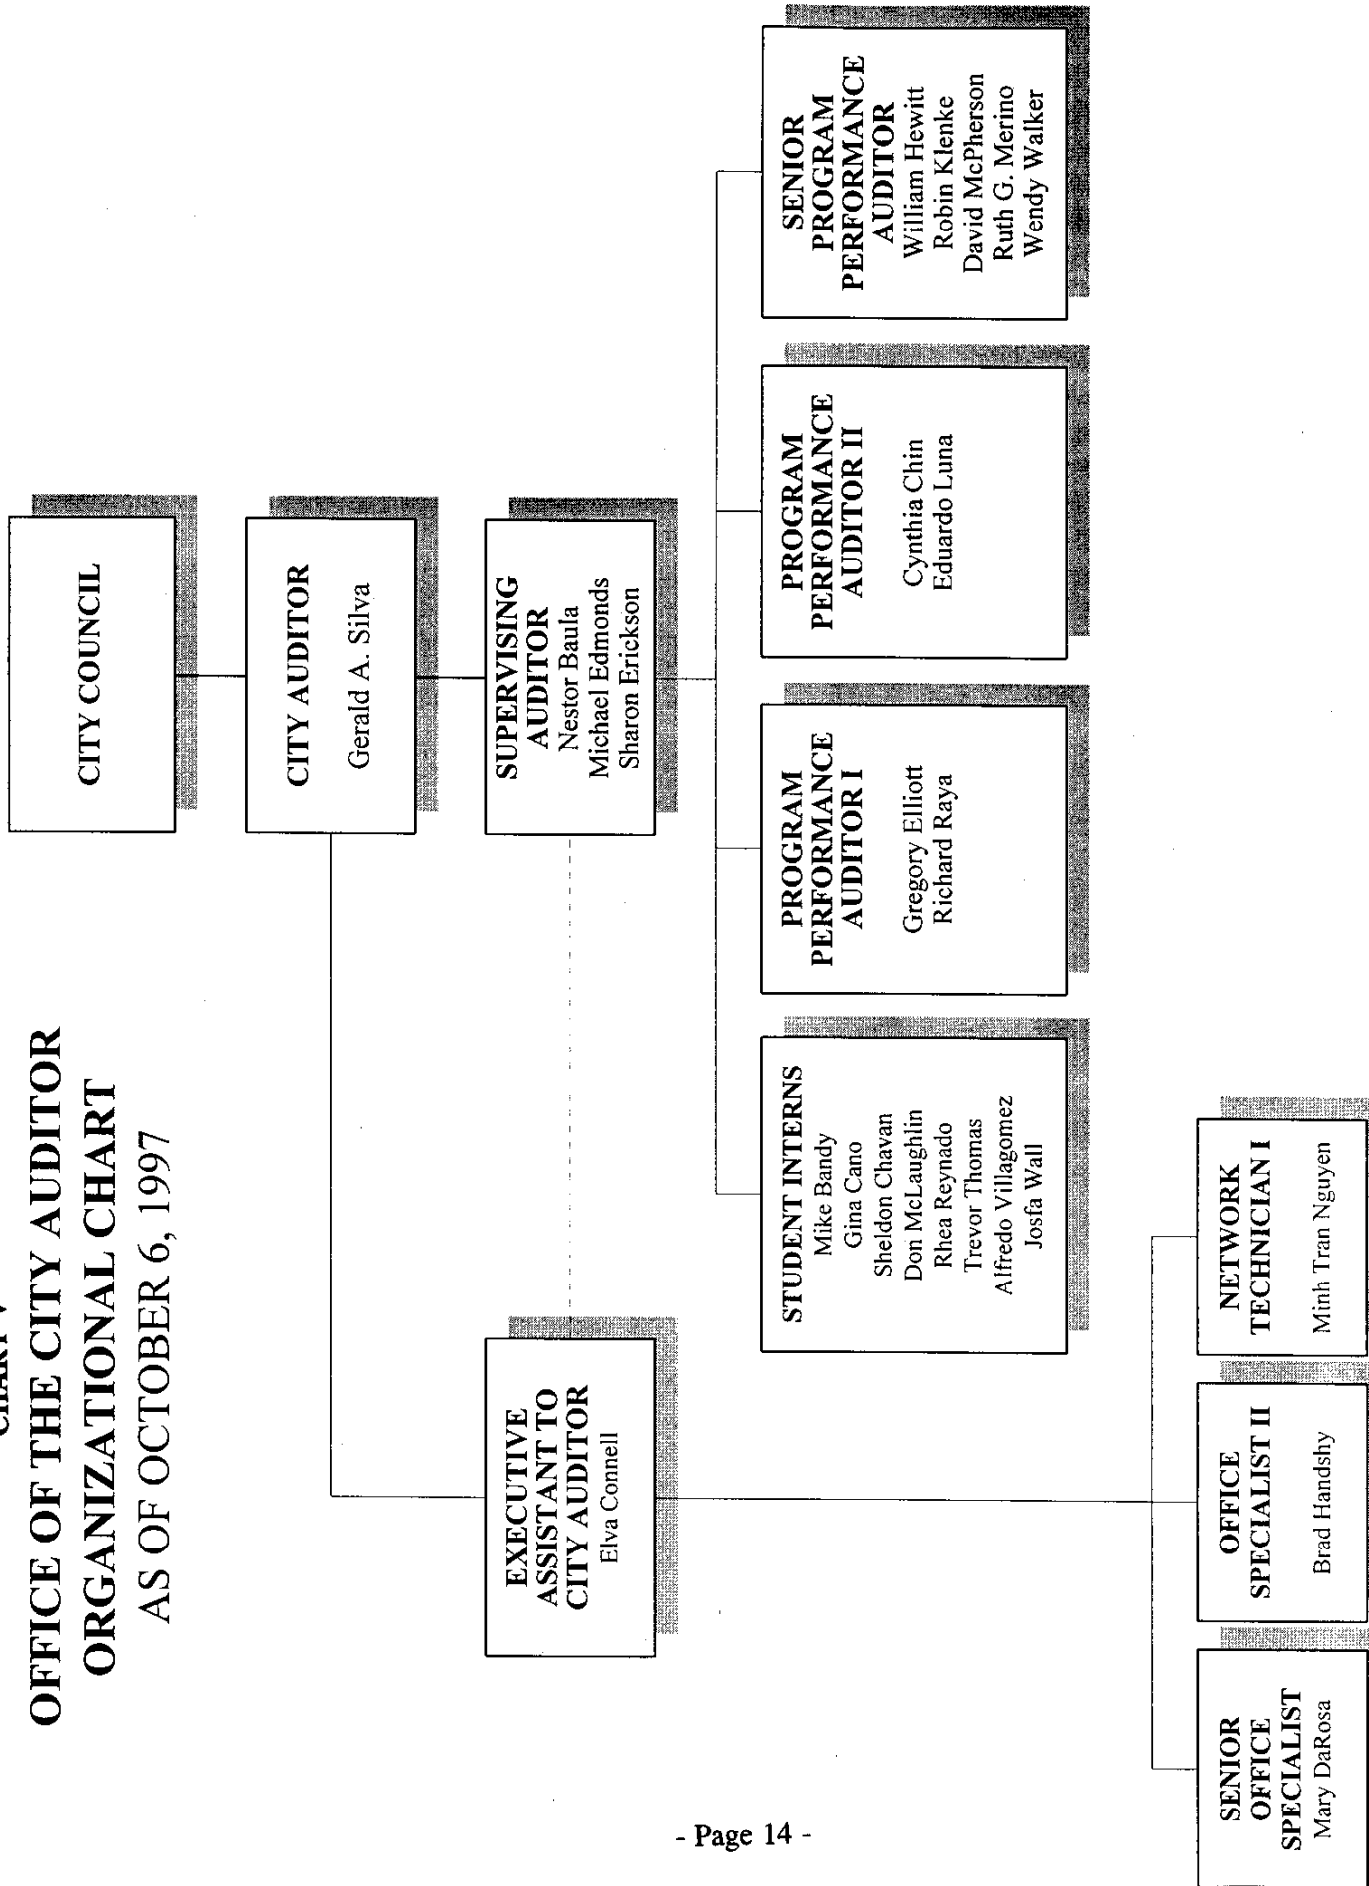 CHART V
OFFICE OF THE CITY AUDITOR
ORGANIZATIONAL CHART
AS OF OCTOBER 6, 1997
CITY COUNCIL
CITY AUDITOR
Gerald A. Silva
EXECUTIVE
ASSISTANT TO
CITY AUDITOR
Elva Connell
SUPERVISING
AUDITOR
Nestor Baula
Michael Edmonds
Sharon Erickson
STUDENT INTERNS
Mike Bandy
Gina Cano
Sheldon Chavan
Don McLaughlin
Rhea Reynado
Trevor Thomas
Alfredo Villagomez
Josfa Wall
PROGRAM
PERFORMANCE
AUDITOR I
Gregory Elliott
Richard Raya
PROGRAM
PERFORMANCE
AUDITOR II
Cynthia Chin
Eduardo Luna
SENIOR
PROGRAM
PERFORMANCE
AUDITOR
William Hewitt
Robin Klenke
David McPherson
Ruth G. Merino
Wendy Walker
SENIOR
OFFICE
SPECIALIST
Mary DaRosa
OFFICE
SPECIALIST II
Brad Handshy
NETWORK
TECHNICIAN I
Minh Tran Nguyen
- Page 14 -